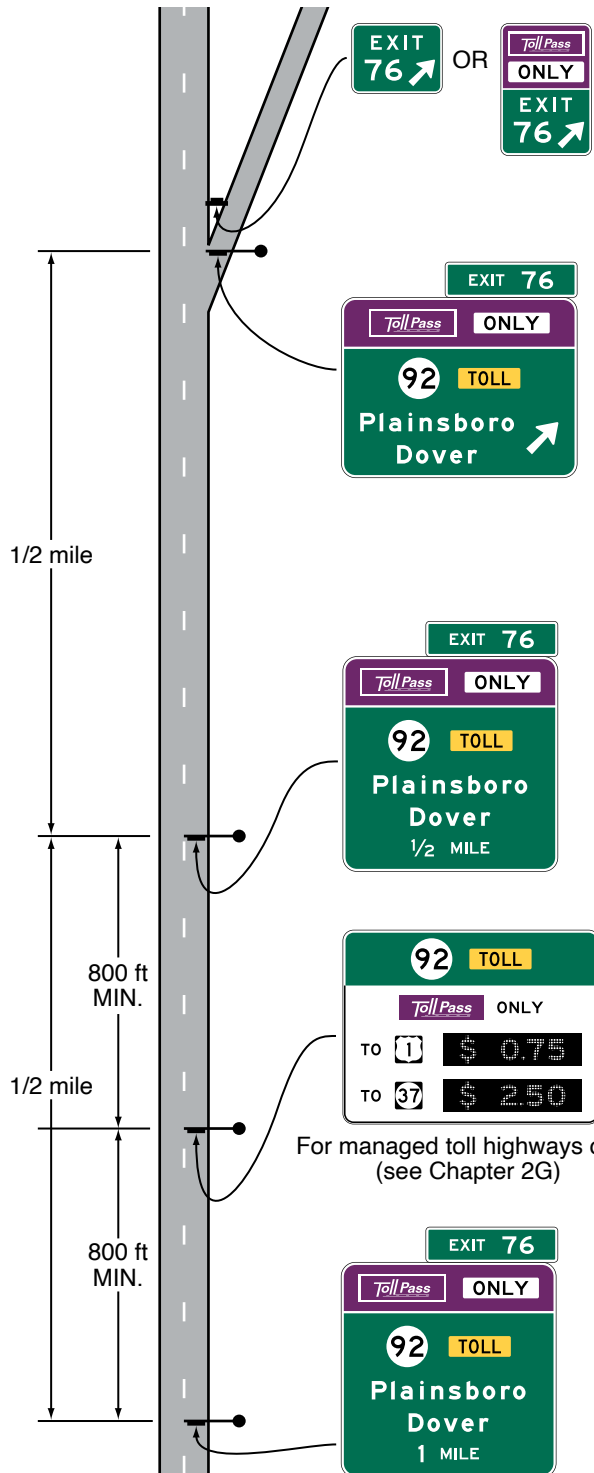 EXIT
76
OR
Toll Pass
ONLY
EXIT
76
EXIT 76
Toll Pass ONLY
92 TOLL
Plainsboro
Dover
1/2 mile
EXIT 76
Toll Pass ONLY
92 TOLL
Plainsboro
Dover
1/2 MILE
800 ft
MIN.
1/2 mile
92 TOLL
Toll Pass ONLY
TO 1 $ 0.75
TO 37 $ 2.50
For managed toll highways
(see Chapter 2G)
800 ft
MIN.
EXIT 76
Toll Pass ONLY
92 TOLL
Plainsboro
Dover
1 MILE